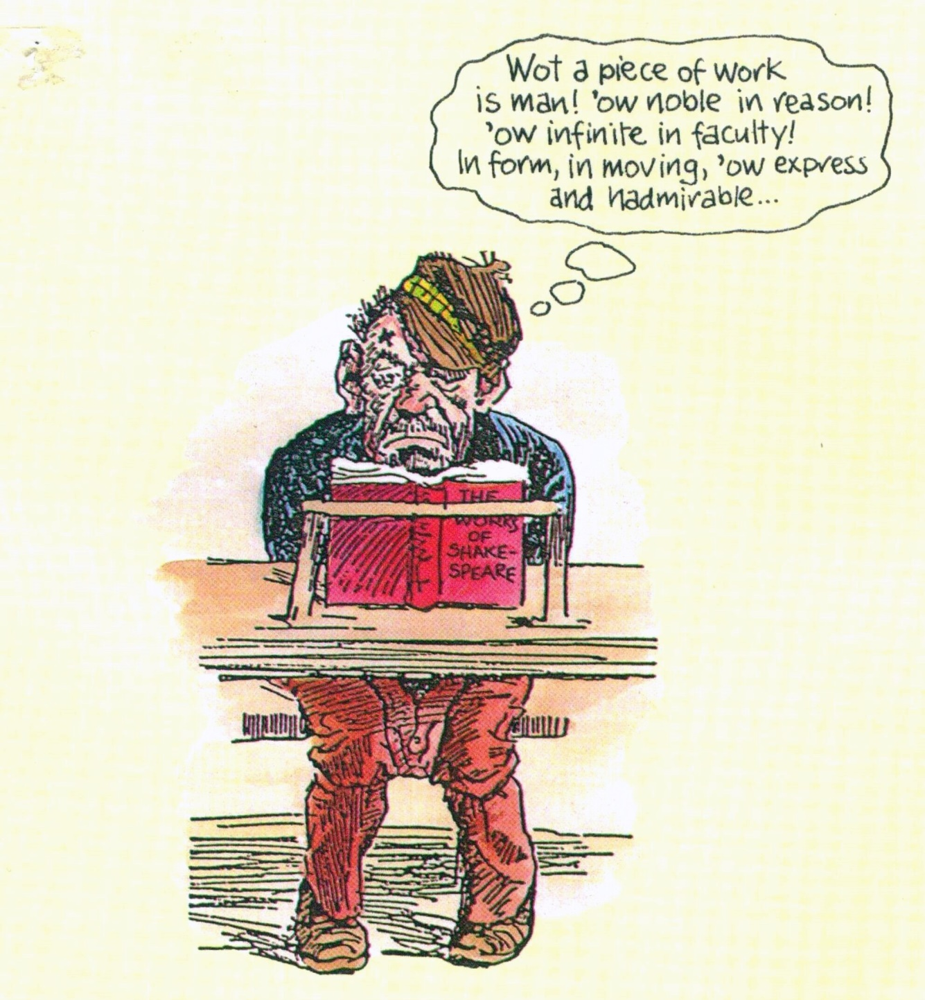 Wot a piece of work
is man! 'ow noble in reason!
'ow infinite in faculty!
In form, in moving, 'ow express
and hadmirable...
THE
WORKS
OF
SHAKE-
SPEARE